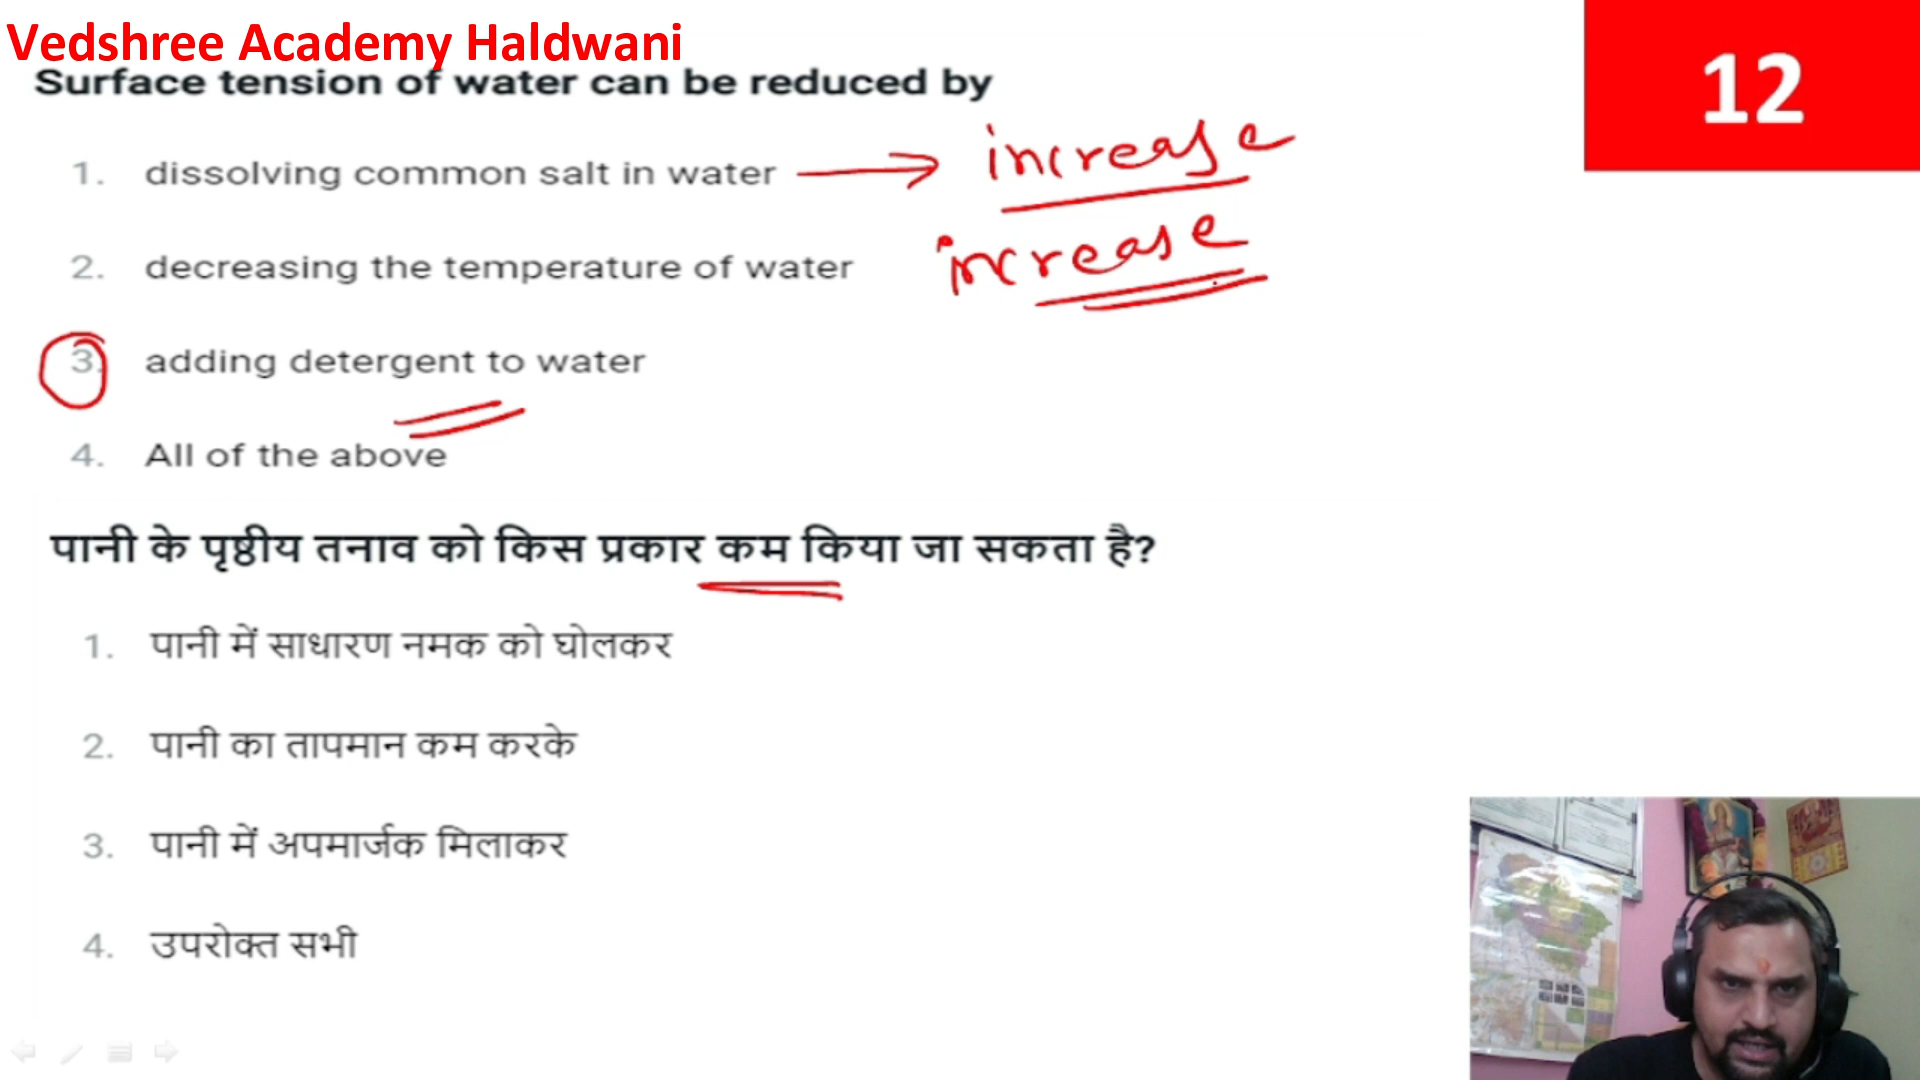 Vedshree Academy Haldwani
12
Surface tension of water can be reduced by
1. dissolving common salt in water → increase
2. decreasing the temperature of water increase
3. adding detergent to water
4. All of the above
पानी के पृष्ठीय तनाव को किस प्रकार कम किया जा सकता है?
1. पानी में साधारण नमक को घोलकर
2. पानी का तापमान कम करके
3. पानी में अपमार्जक मिलाकर
4. उपरोक्त सभी